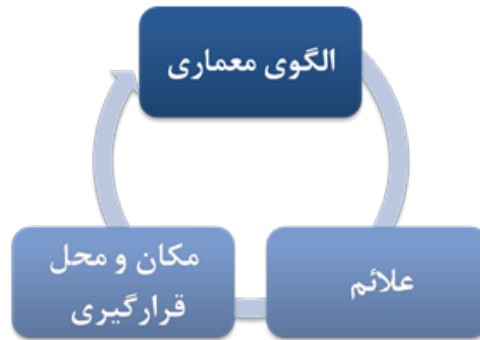 الگوی معماری
علائم
مکان و محل
قرارگیری